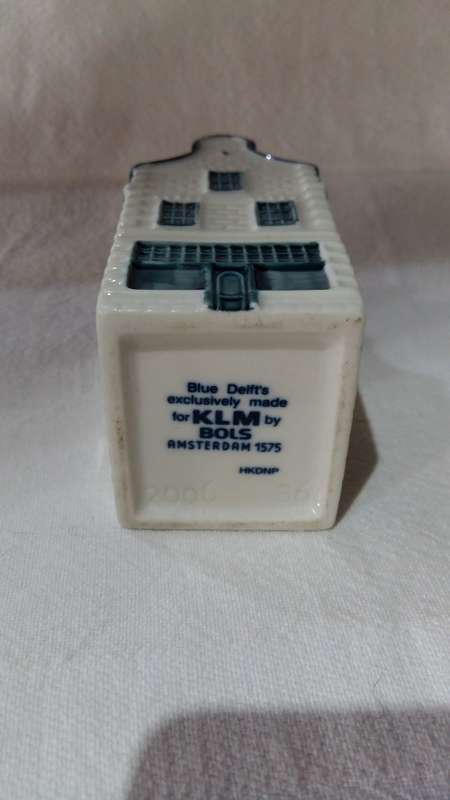 Blue Delft's
exclusively made
for KLM by
BOLS
AMSTERDAM 1575
HKDNP